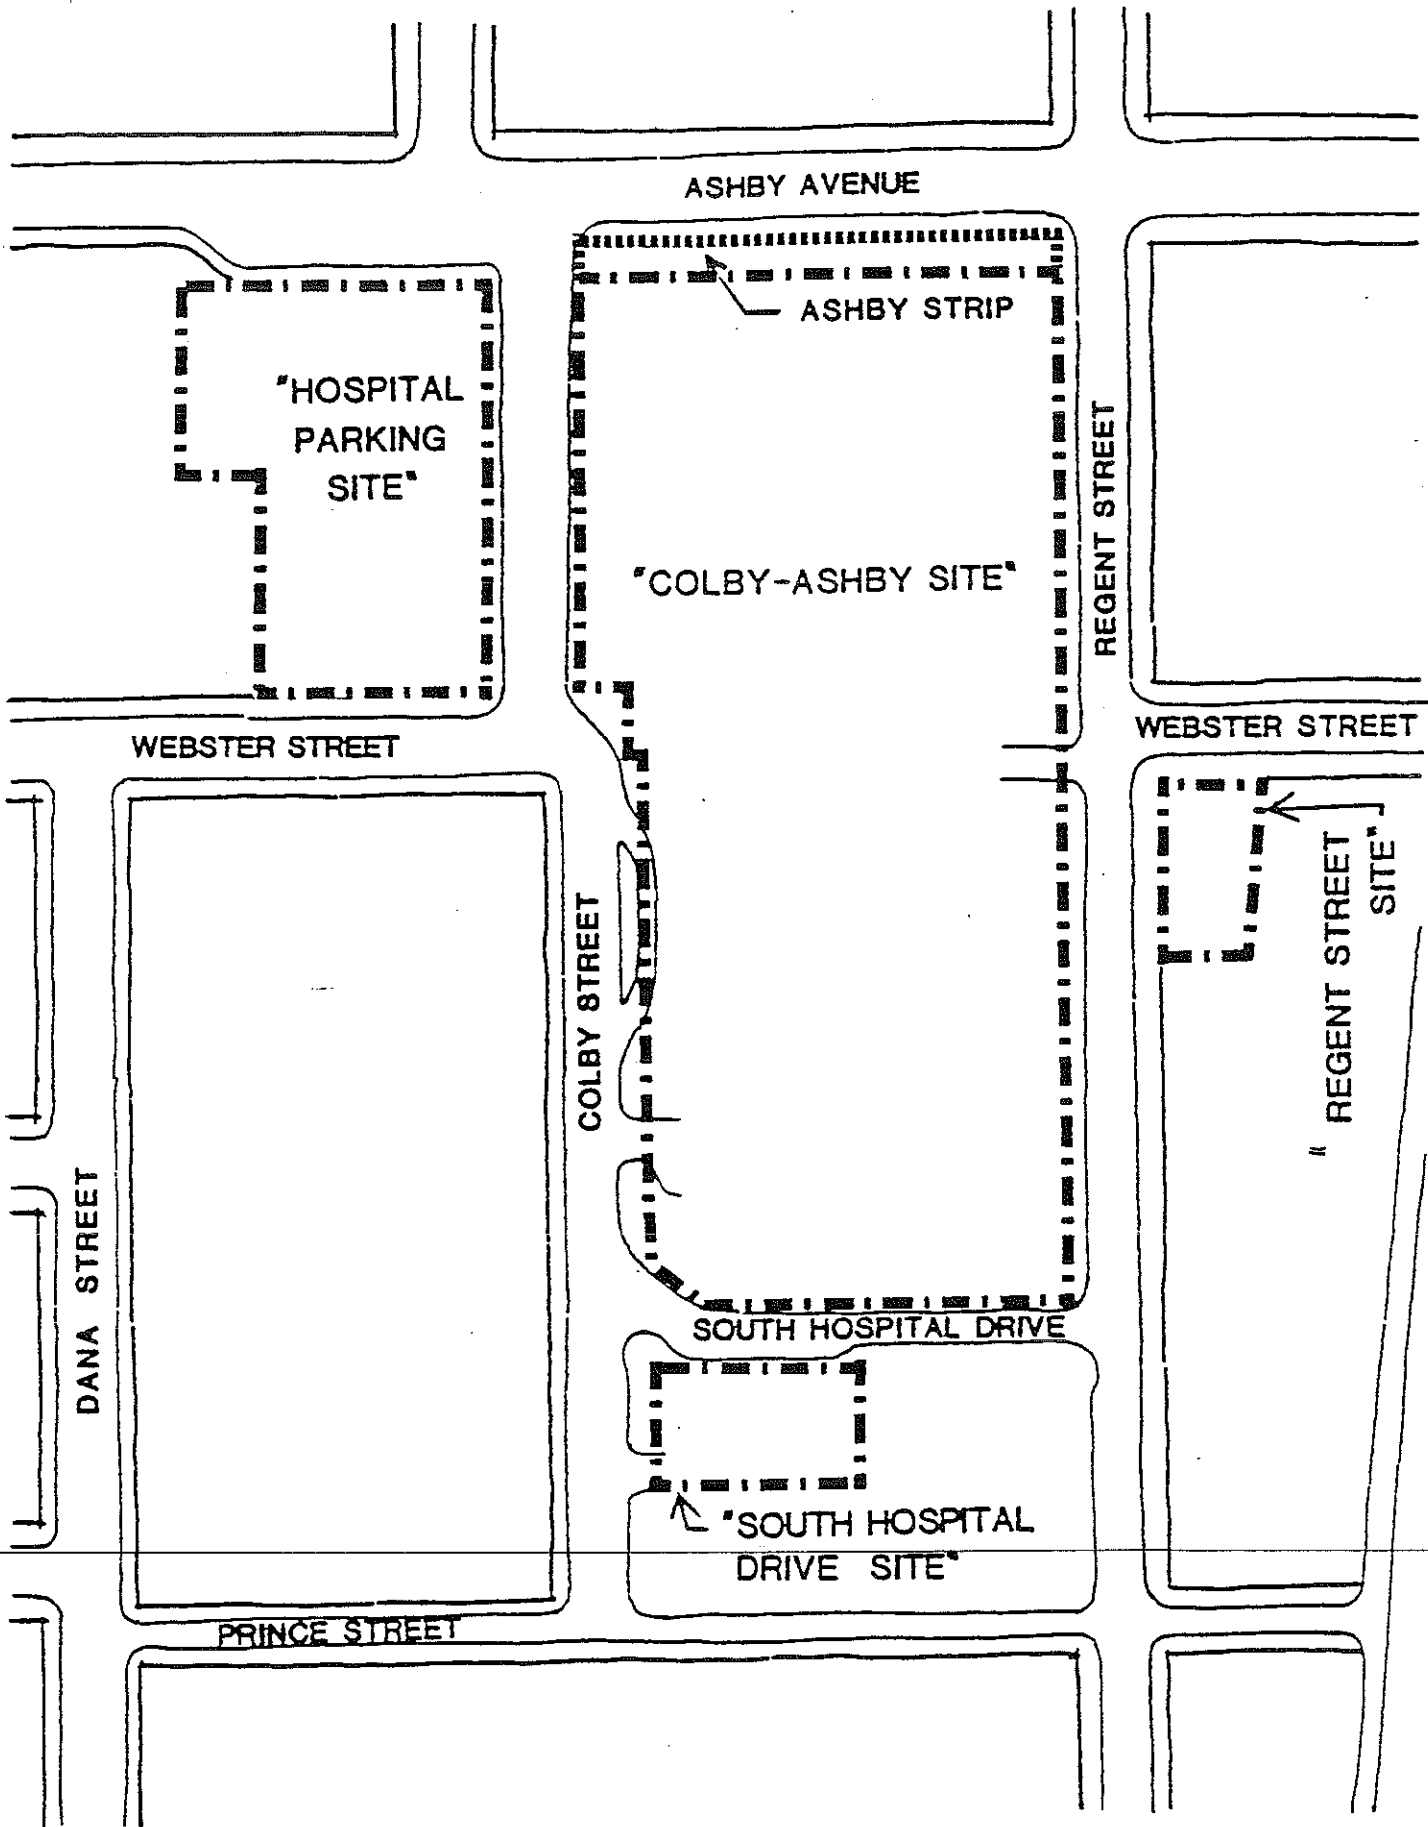 ASHBY AVENUE
ASHBY STRIP
"HOSPITAL
PARKING
SITE"
REGENT STREET
"COLBY-ASHBY SITE"
WEBSTER STREET
WEBSTER STREET
"REGENT STREET
SITE"
COLBY STREET
DANA STREET
SOUTH HOSPITAL DRIVE
"SOUTH HOSPITAL
DRIVE SITE"
PRINCE STREET